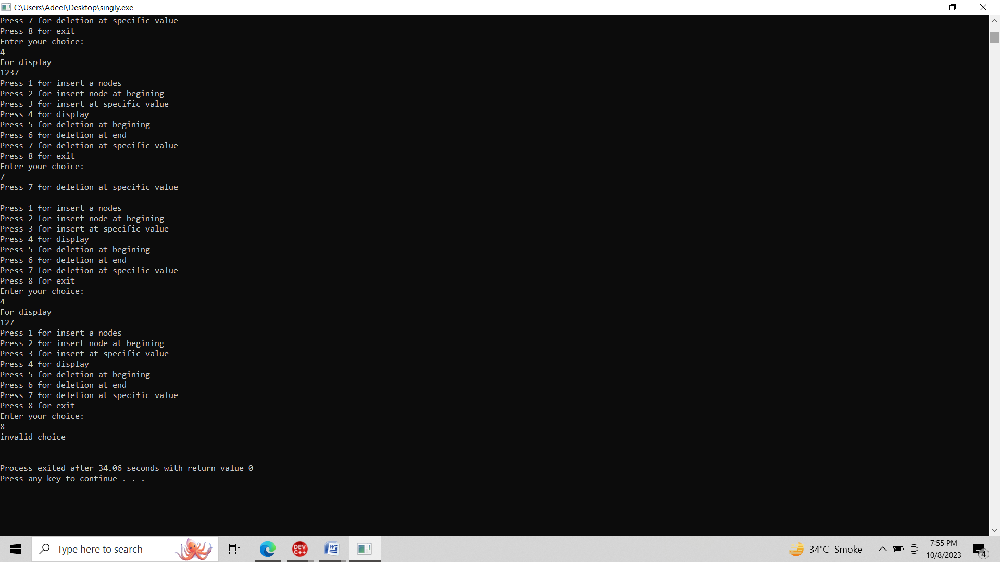 C:\Users\Adeel\Desktop\singly.exe
Press 7 for deletion at specific value
Press 8 for exit
Enter your choice:
4
For display
1237
Press 1 for insert a nodes
Press 2 for insert node at begining
Press 3 for insert at specific value
Press 4 for display
Press 5 for deletion at begining
Press 6 for deletion at end
Press 7 for deletion at specific value
Press 8 for exit
Enter your choice:
7
Press 7 for deletion at specific value
Press 1 for insert a nodes
Press 2 for insert node at begining
Press 3 for insert at specific value
Press 4 for display
Press 5 for deletion at begining
Press 6 for deletion at end
Press 7 for deletion at specific value
Press 8 for exit
Enter your choice:
4
For display
127
Press 1 for insert a nodes
Press 2 for insert node at begining
Press 3 for insert at specific value
Press 4 for display
Press 5 for deletion at begining
Press 6 for deletion at end
Press 7 for deletion at specific value
Press 8 for exit
Enter your choice:
8
invalid choice
--------------------------------
Process exited after 34.06 seconds with return value 0
Press any key to continue . . .
Type here to search
DEV C++
W
34°C Smoke
7:55 PM
10/8/2023
4